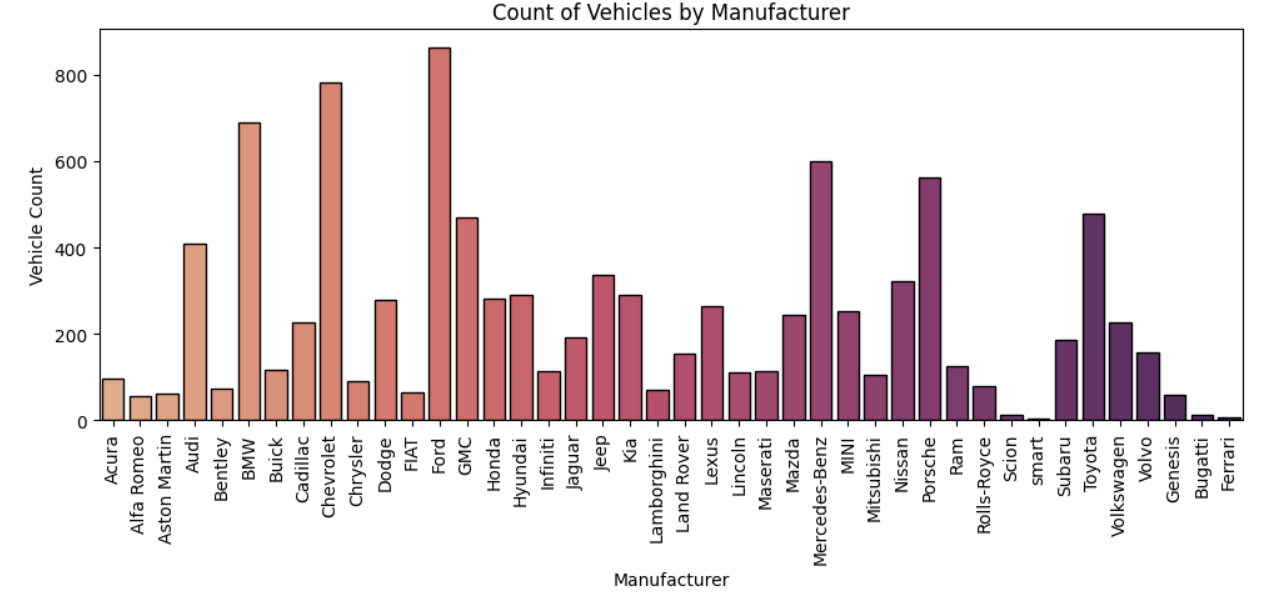 Count of Vehicles by Manufacturer
Vehicle Count
800
600
400
200
0
Acura
Alfa Romeo
Aston Martin
Audi
Bentley
BMW
Buick
Cadillac
Chevrolet
Chrysler
Dodge
FIAT
Ford
GMC
Honda
Hyundai
Infiniti
Jaguar
Jeep
Kia
Lamborghini
Land Rover
Lexus
Lincoln
Maserati
Mazda
Mercedes-Benz
MINI
Mitsubishi
Nissan
Porsche
Ram
Rolls-Royce
Scion
smart
Subaru
Toyota
Volkswagen
Volvo
Genesis
Bugatti
Ferrari
Manufacturer